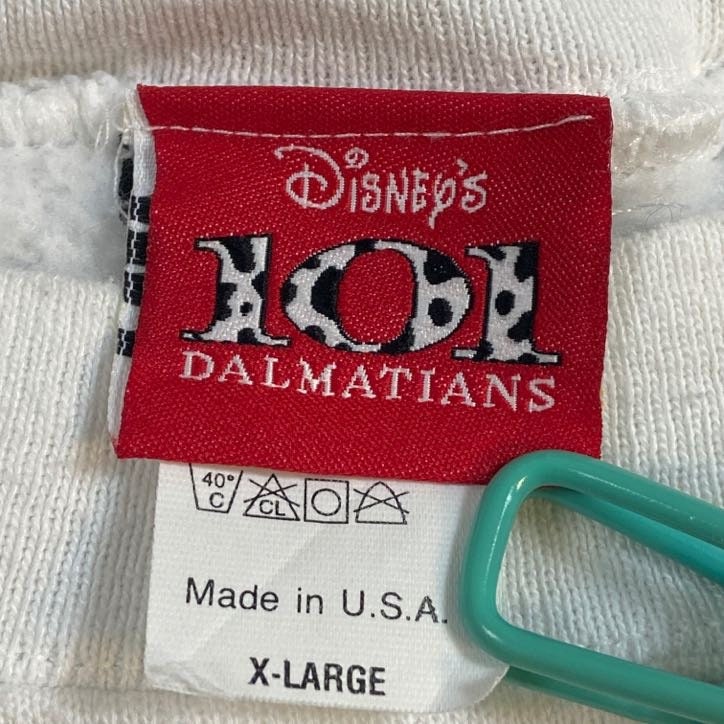 Disney's
101
DALMATIANS
40°
C
CL
Made in U.S.A.
X-LARGE